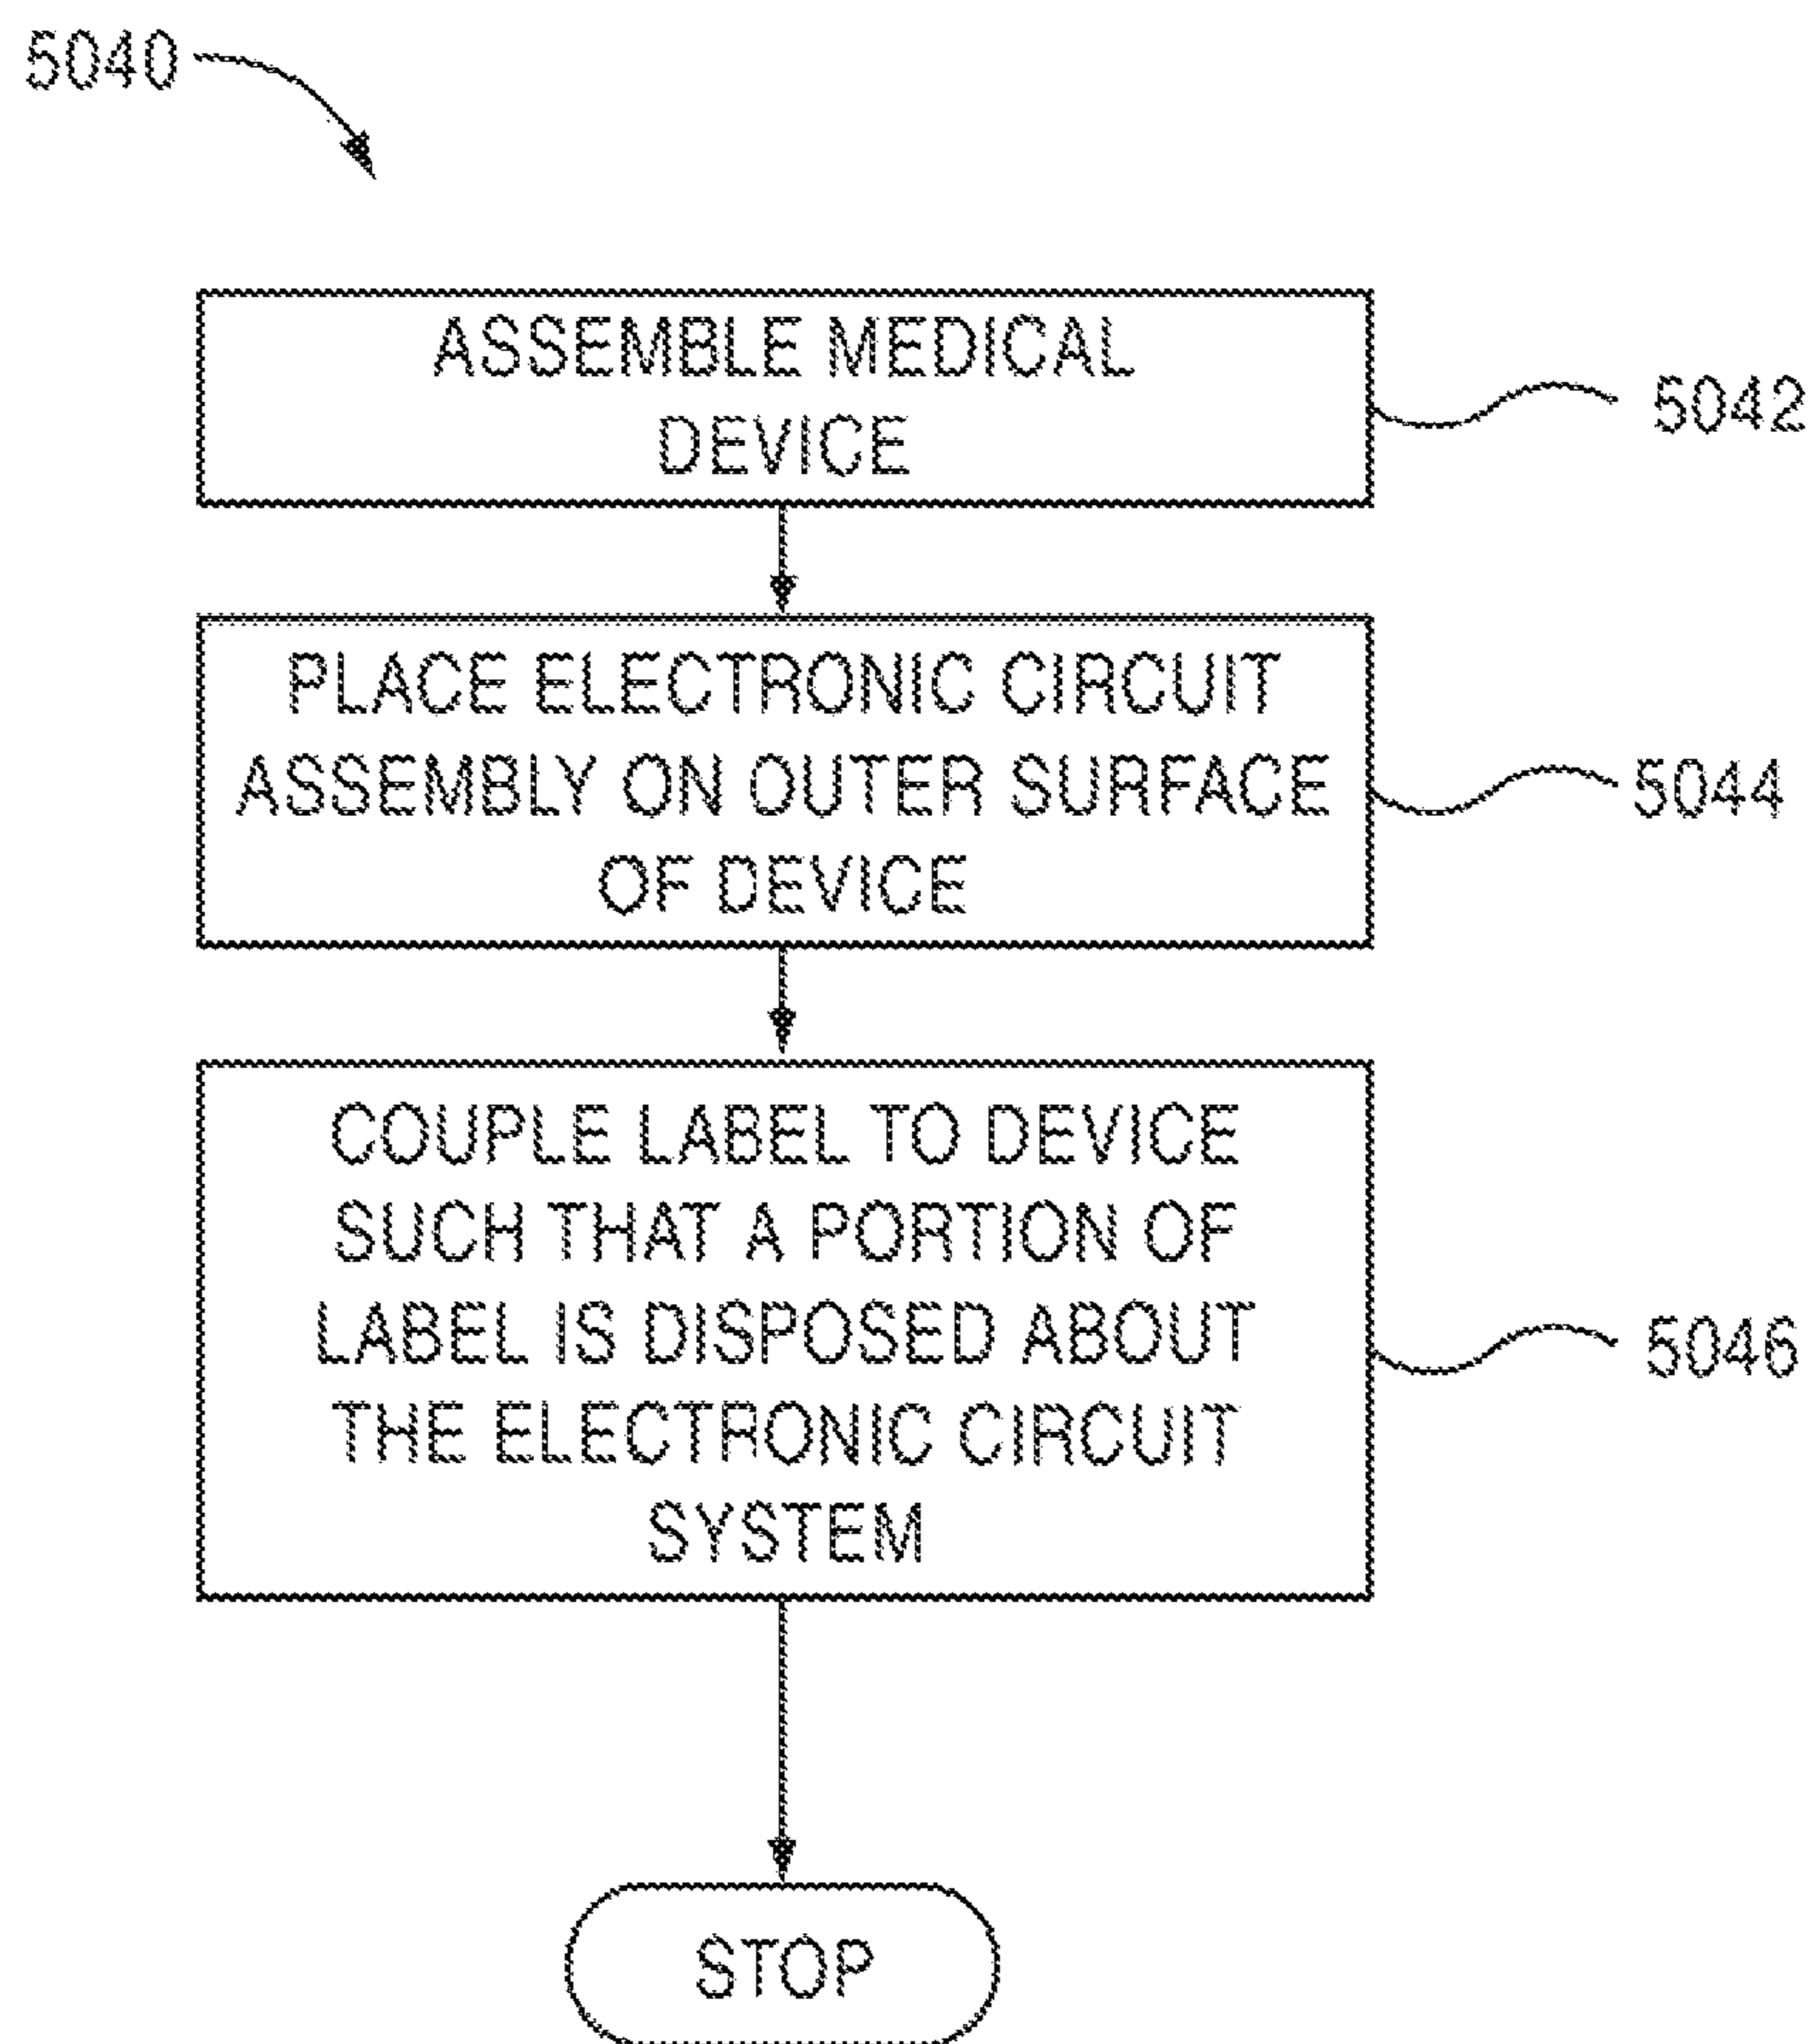 5040
ASSEMBLE MEDICAL
DEVICE
5042
PLACE ELECTRONIC CIRCUIT
ASSEMBLY ON OUTER SURFACE
OF DEVICE
5044
COUPLE LABEL TO DEVICE
SUCH THAT A PORTION OF
LABEL IS DISPOSED ABOUT
THE ELECTRONIC CIRCUIT
SYSTEM
5046
STOP